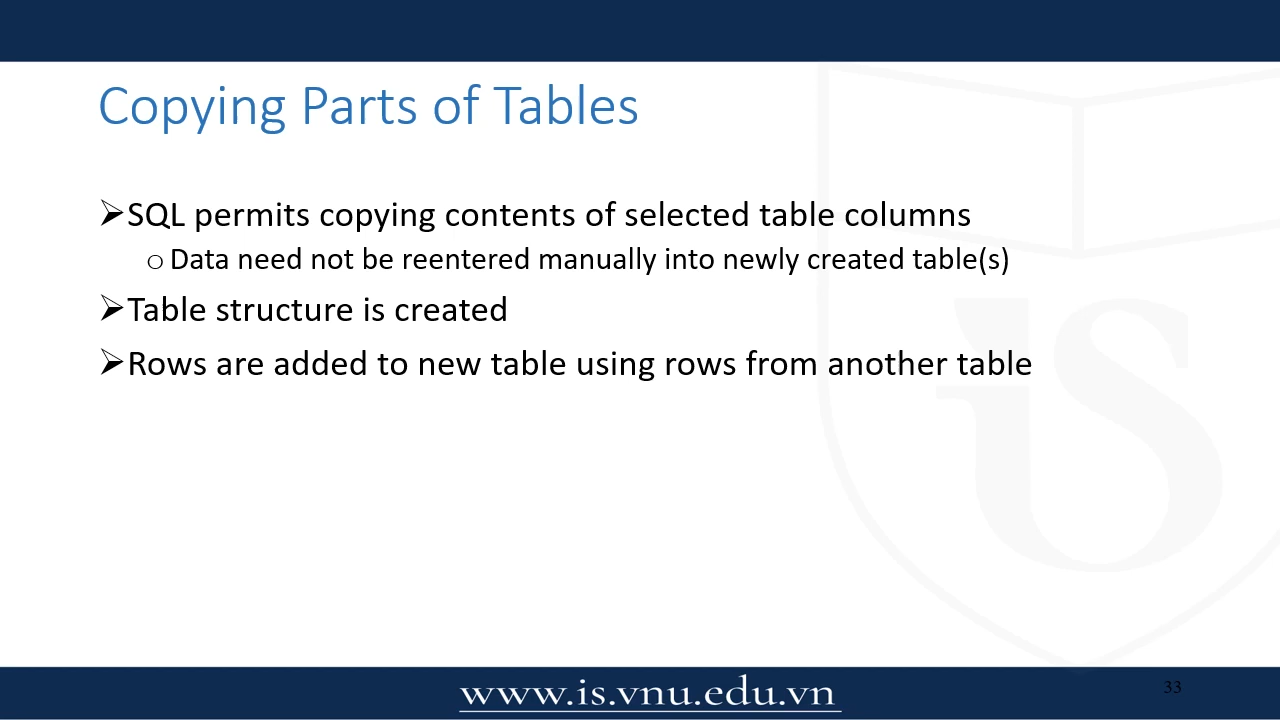 Copying Parts of Tables
➢SQL permits copying contents of selected table columns
o Data need not be reentered manually into newly created table(s)
➢Table structure is created
➢Rows are added to new table using rows from another table
iS
www.is.vnu.edu.vn
33